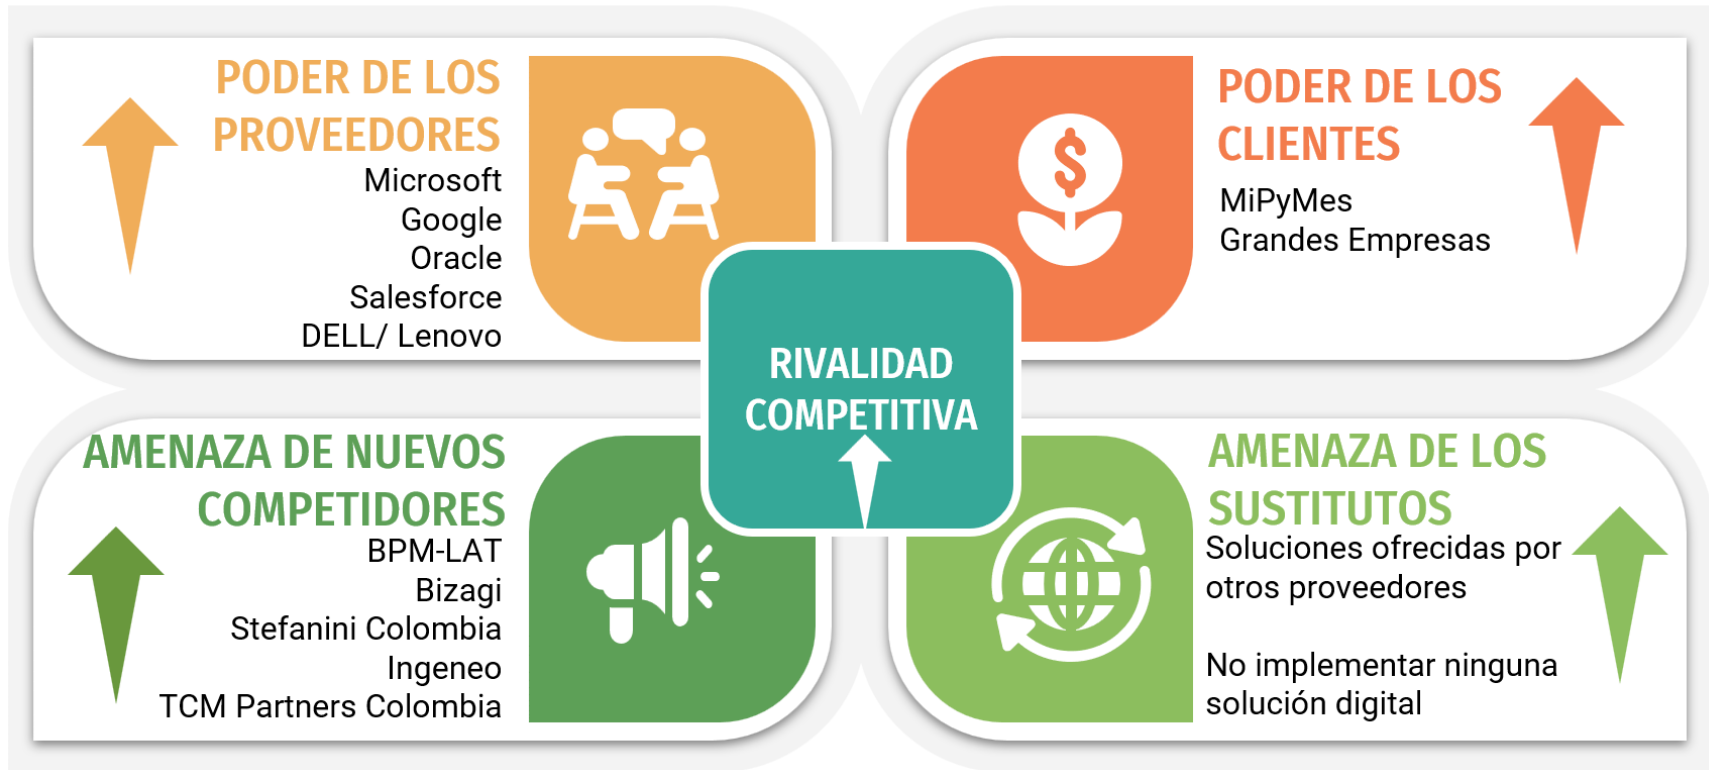 PODER DE LOS
PROVEEDORES
Microsoft
Google
Oracle
Salesforce
DELL/ Lenovo
PODER DE LOS
CLIENTES
$
MiPyMes
Grandes Empresas
RIVALIDAD
COMPETITIVA
AMENAZA DE NUEVOS
COMPETIDORES
BPM-LAT
Bizagi
Stefanini Colombia
Ingeneo
TCM Partners Colombia
AMENAZA DE LOS
SUSTITUTOS
Soluciones ofrecidas por
otros proveedores
No implementar ninguna
solución digital